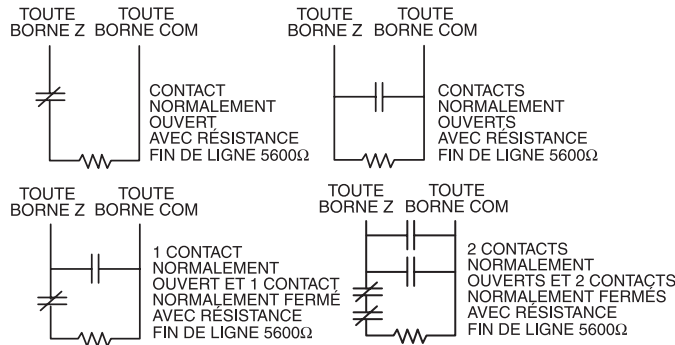 TOUTE
BORNE Z
TOUTE
BORNE COM
CONTACT
NORMALEMENT
OUVERT
AVEC RÉSISTANCE
FIN DE LIGNE 5600Ω
TOUTE
BORNE Z
TOUTE
BORNE COM
CONTACTS
NORMALEMENT
OUVERTS
AVEC RÉSISTANCE
FIN DE LIGNE 5600Ω
TOUTE
BORNE Z
TOUTE
BORNE COM
1 CONTACT
NORMALEMENT
OUVERT ET 1 CONTACT
NORMALEMENT FERMÉ
AVEC RÉSISTANCE
FIN DE LIGNE 5600Ω
TOUTE
BORNE Z
TOUTE
BORNE COM
2 CONTACTS
NORMALEMENT
OUVERTS ET 2 CONTACTS
NORMALEMENT FERMÉS
AVEC RÉSISTANCE
FIN DE LIGNE 5600Ω